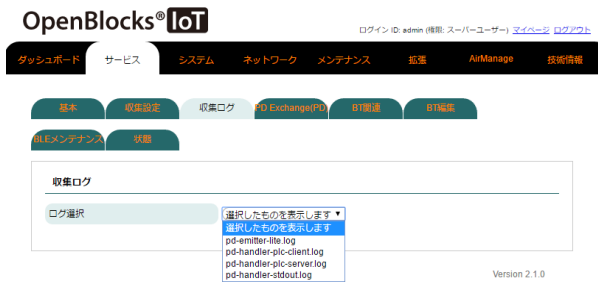 OpenBlocks® IoT
ログイン ID: admin (権限: スーパーユーザー) マイページ ログアウト
ダッシュボード サービス システム ネットワーク メンテナンス 拡張 AirManage 技術情報
基本 収集設定 収集ログ PD Exchange(PD) BT関連 BT編集
BLEメンテナンス 状態
収集ログ
ログ選択 選択したものを表示します
選択したものを表示します
pd-emitter-lite.log
pd-handler-plc-client.log
pd-handler-plc-server.log
pd-handler-stdout.log
Version 2.1.0